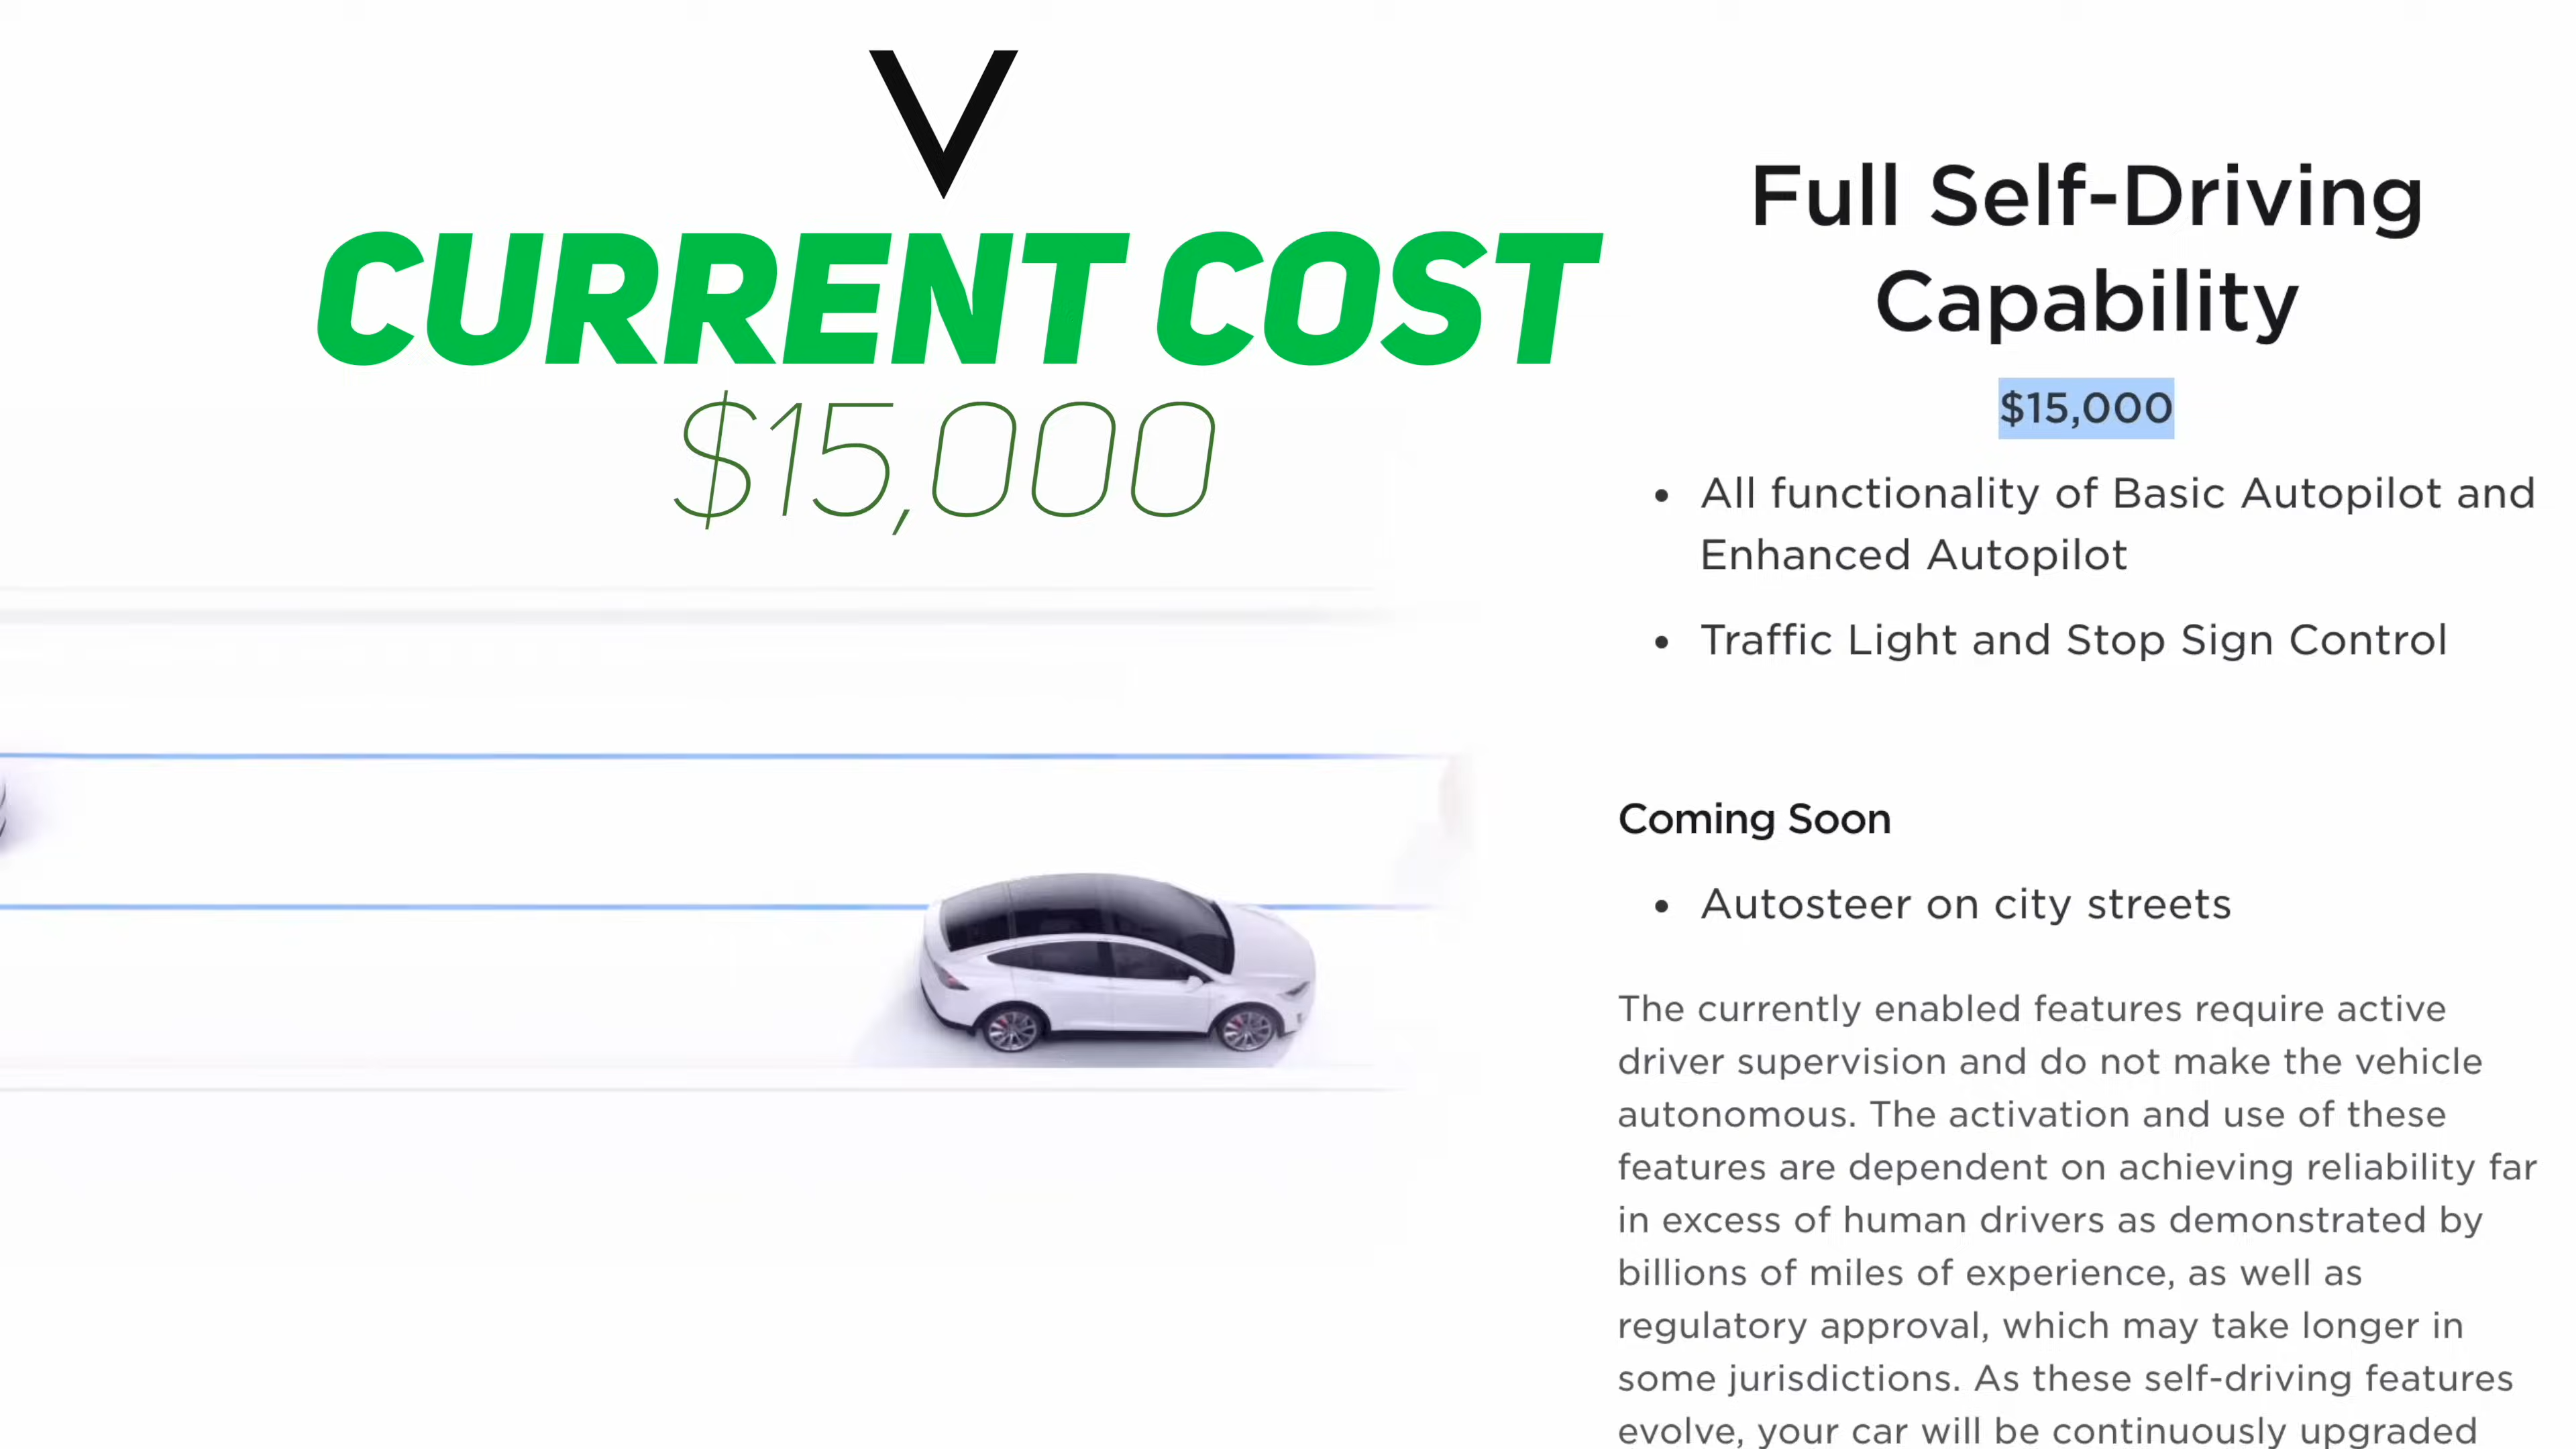 V
CURRENT COST
$15,000
Full Self-Driving
Capability
$15,000
• All functionality of Basic Autopilot and
Enhanced Autopilot
• Traffic Light and Stop Sign Control
Coming Soon
• Autosteer on city streets
The currently enabled features require active
driver supervision and do not make the vehicle
autonomous. The activation and use of these
features are dependent on achieving reliability far
in excess of human drivers as demonstrated by
billions of miles of experience, as well as
regulatory approval, which may take longer in
some jurisdictions. As these self-driving features
evolve, your car will be continuously upgraded